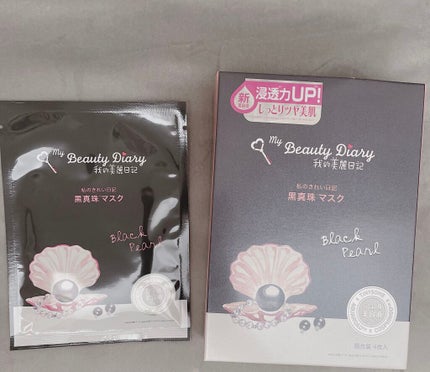 My
Beauty Diary
我的美麗日記
私のきれい日記
黒真珠 マスク
Black
Pearl
新
浸透力UP!
しっとりツヤ美肌
My
Beauty Diary
我的美麗日記
私のきれい日記
黒真珠 マスク
Black
Pearl
4枚入